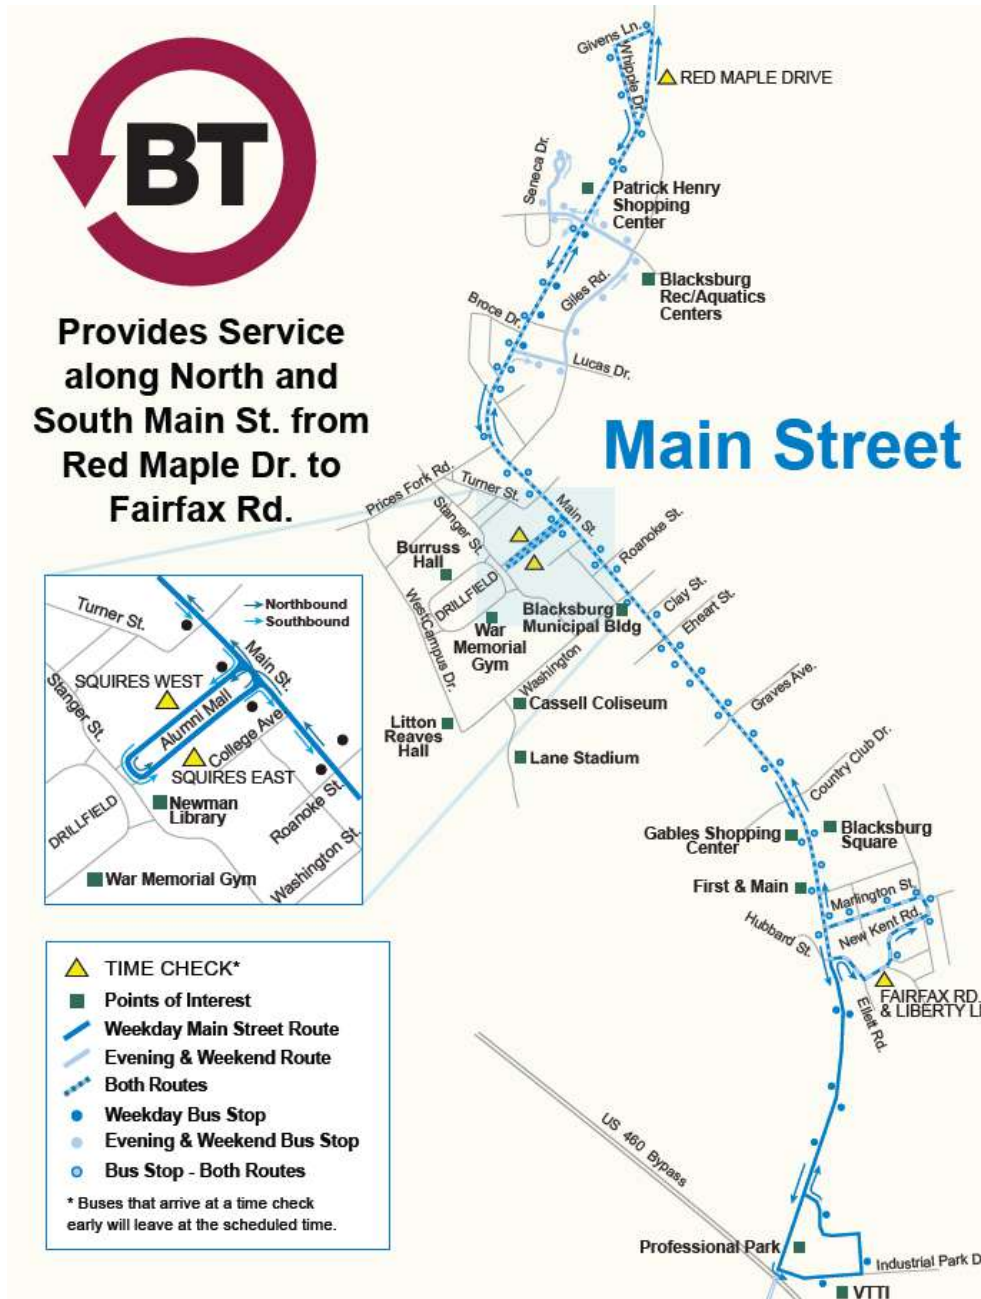 BT
Provides Service
along North and
South Main St. from
Red Maple Dr. to
Fairfax Rd.
Main Street
Givens Ln.
Whipple Dr.
RED MAPLE DRIVE
Seneca Dr.
Patrick Henry
Shopping
Center
Giles Rd.
Blacksburg
Rec/Aquatics
Centers
Broce Dr.
Lucas Dr.
Prices Fork Rd.
Turner St.
Stanger St.
Main St.
Roanoke St.
Burruss
Hall
DRILLFIELD
West Campus Dr.
War
Memorial
Gym
Blacksburg
Municipal Bldg
Clay St.
Eheart St.
Washington
Cassell Coliseum
Litton
Reaves
Hall
Lane Stadium
Graves Ave.
Country Club Dr.
Gables Shopping
Center
Blacksburg
Square
First & Main
Marlington St.
New Kent Rd.
Hubbard St.
Ellett Rd.
FAIRFAX RD.
& LIBERTY L
US 460 Bypass
Professional Park
Industrial Park D
VTTI
Turner St.
Northbound
Southbound
Main St.
SQUIRES WEST
Stanger St.
Alumni Mall
College Ave.
SQUIRES EAST
Newman
Library
DRILLFIELD
Roanoke St.
Washington St.
War Memorial Gym
TIME CHECK*
Points of Interest
Weekday Main Street Route
Evening & Weekend Route
Both Routes
Weekday Bus Stop
Evening & Weekend Bus Stop
Bus Stop - Both Routes
* Buses that arrive at a time check
early will leave at the scheduled time.